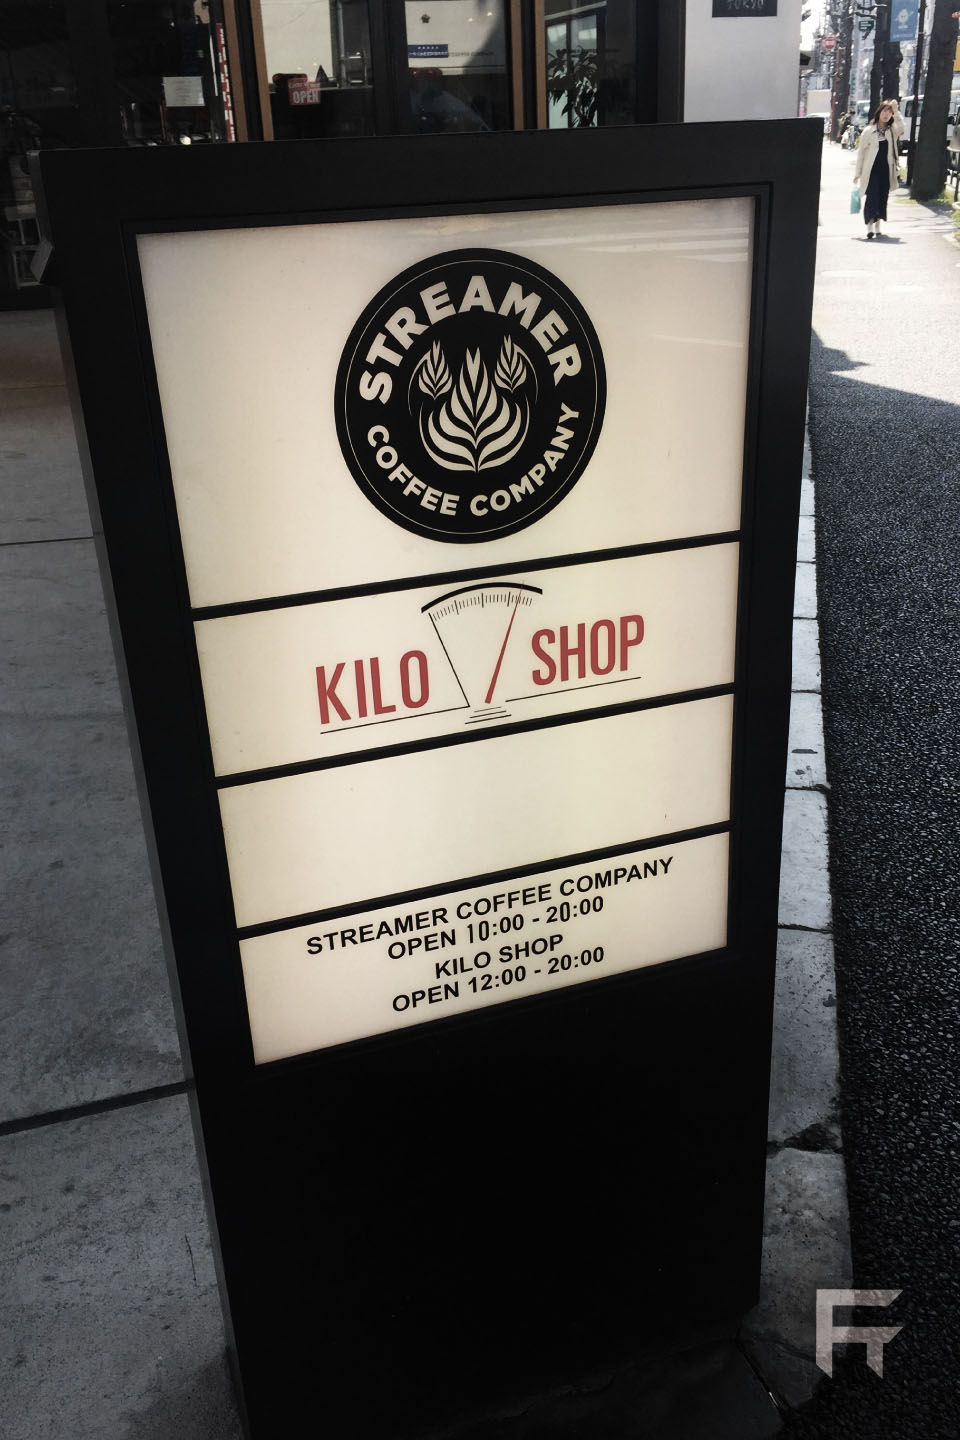 TOKYO
OPEN
STREAMER
COFFEE COMPANY
KILO SHOP
STREAMER COFFEE COMPANY
OPEN 10:00 - 20:00
KILO SHOP
OPEN 12:00 - 20:00